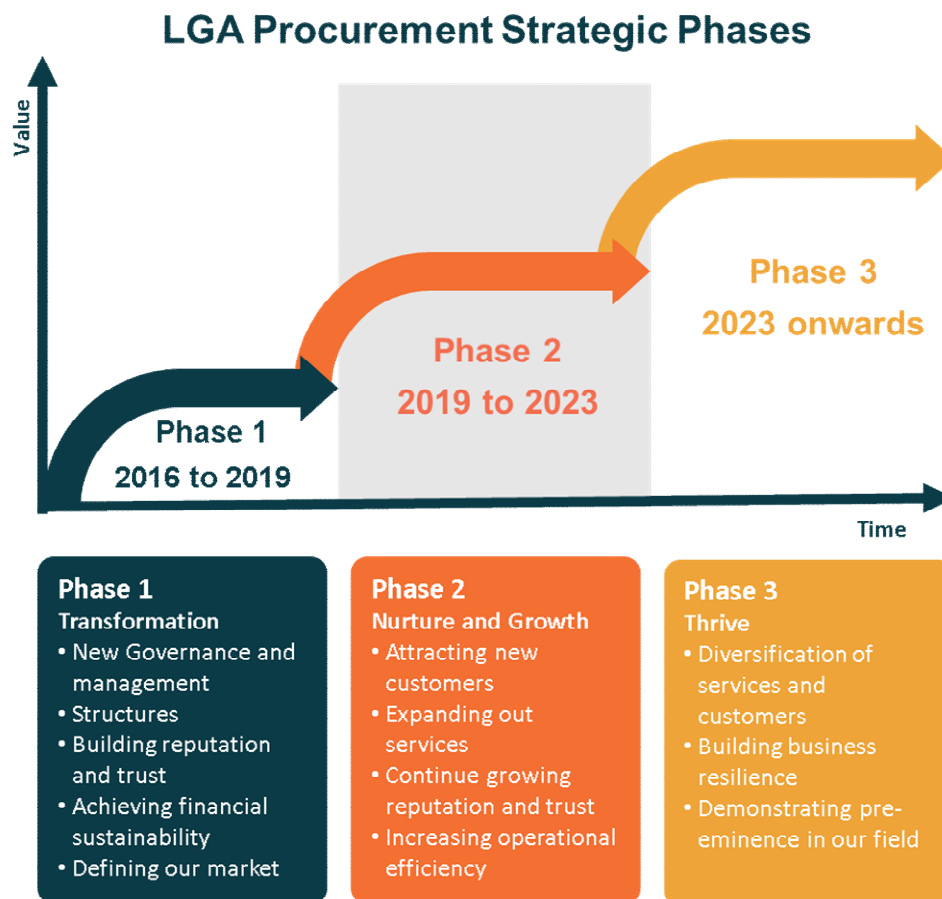 LGA Procurement Strategic Phases
Value
Phase 3
2023 onwards
Phase 2
2019 to 2023
Phase 1
2016 to 2019
Time
Phase 1
Transformation
• New Governance and
management
• Structures
• Building reputation
and trust
• Achieving financial
sustainability
• Defining our market
Phase 2
Nurture and Growth
• Attracting new
customers
• Expanding out
services
• Continue growing
reputation and trust
• Increasing operational
efficiency
Phase 3
Thrive
• Diversification of
services and
customers
• Building business
resilience
• Demonstrating pre-
eminence in our field